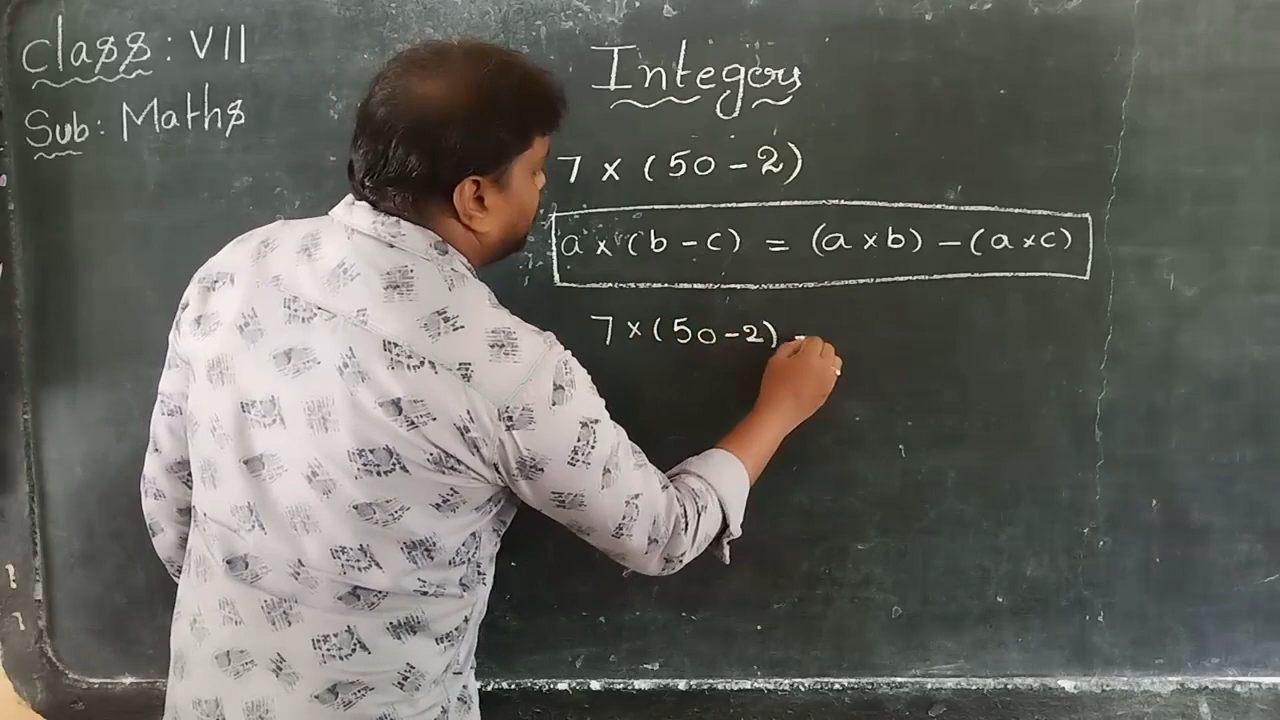 Class : VII
Sub : Maths
Integers
7 × (50 - 2)
a × (b - c) = (a × b) - (a × c)
7 × (50 - 2)